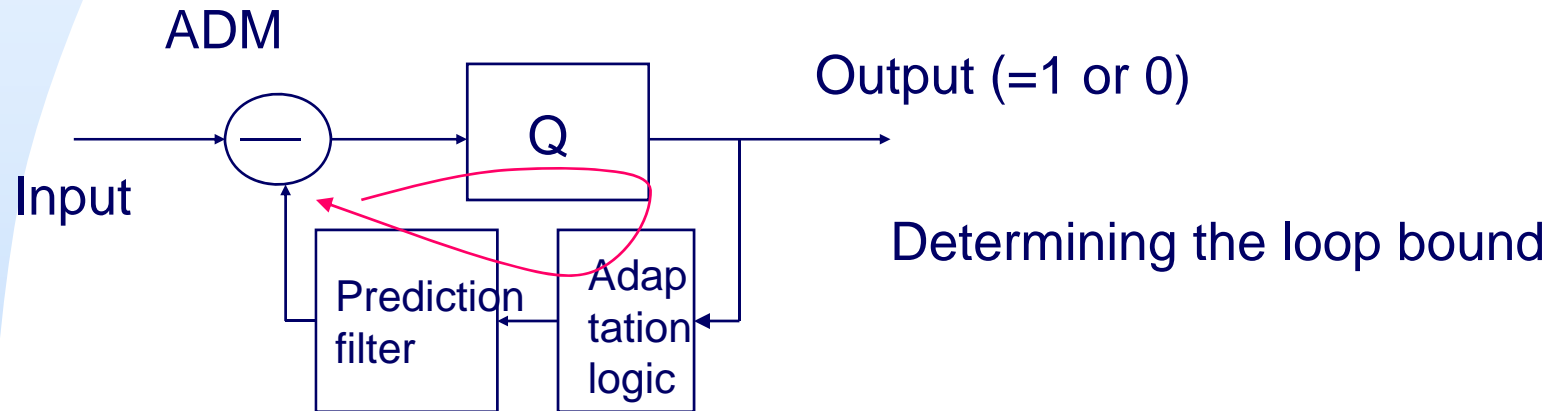 ADM
Output (=1 or 0)
Q
Input
Determining the loop bound
Prediction
filter
Adap
tation
logic